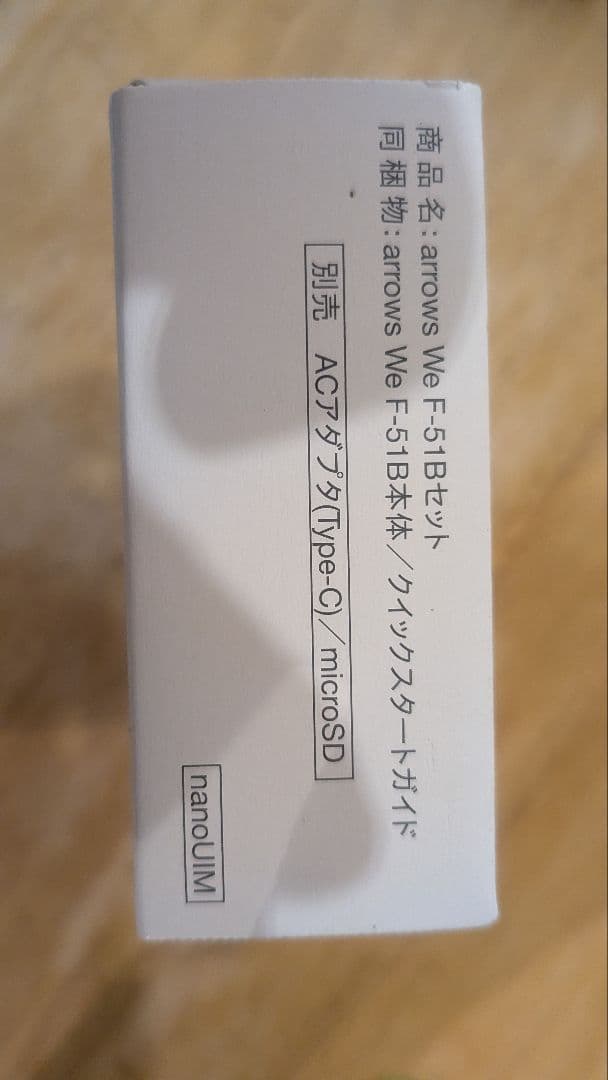 商品名：arrows We F-51Bセット
同梱物：arrows We F-51B本体／クイックスタートガイド
別売　ACアダプタ(Type-C)／microSD
nanoUIM